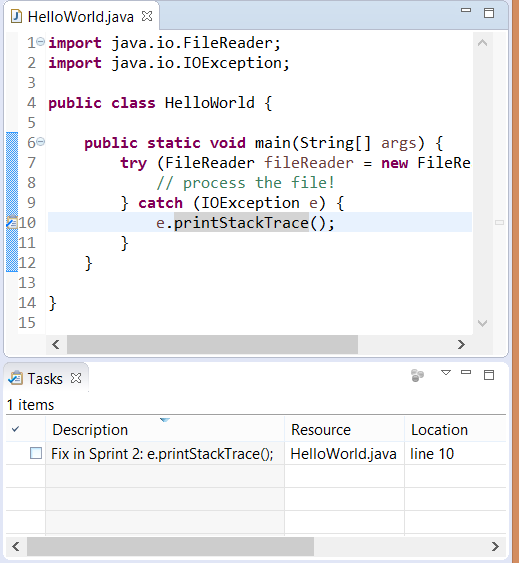 HelloWorld.java
1 import java.io.FileReader;
2 import java.io.IOException;
3
4 public class HelloWorld {
5
6     public static void main(String[] args) {
7         try (FileReader fileReader = new FileRe
8             // process the file!
9         } catch (IOException e) {
10             e.printStackTrace();
11         }
12     }
13
14 }
15
Tasks
1 items
Description Resource Location
Fix in Sprint 2: e.printStackTrace(); HelloWorld.java line 10